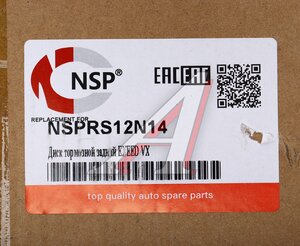 NSP®
EAC EAC
REPLACEMENT FOR
NSPRS12N14
Диск тормозной задний EXEED VX
top quality auto spare parts